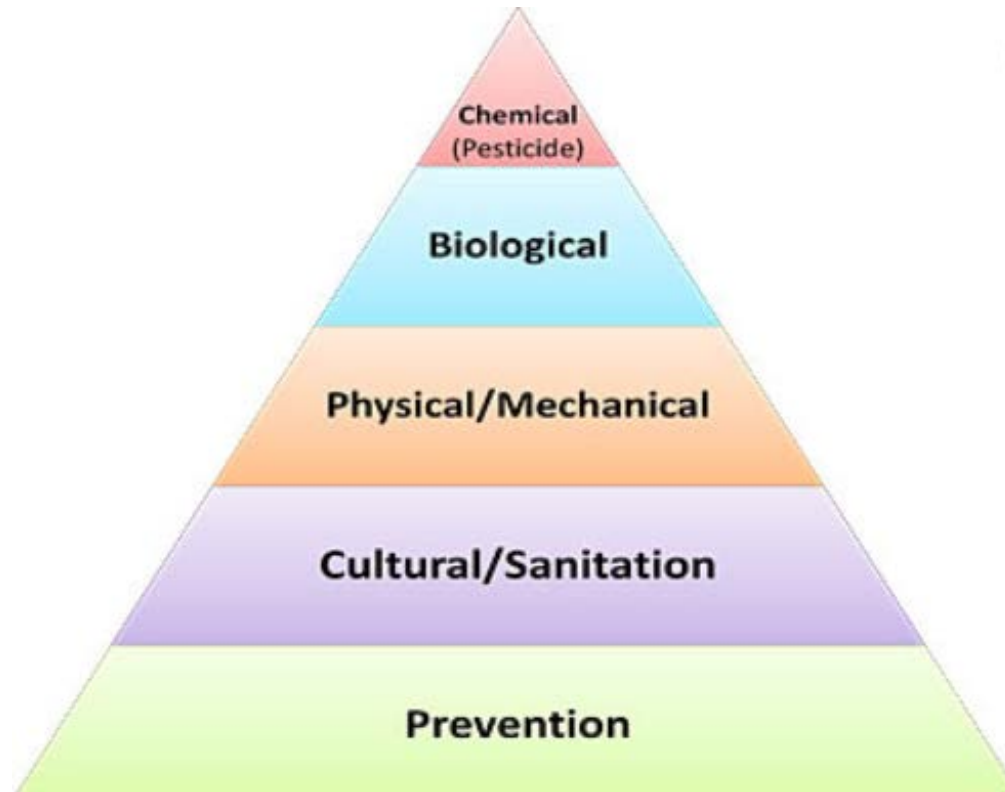 Chemical
(Pesticide)
Biological
Physical/Mechanical
Cultural/Sanitation
Prevention